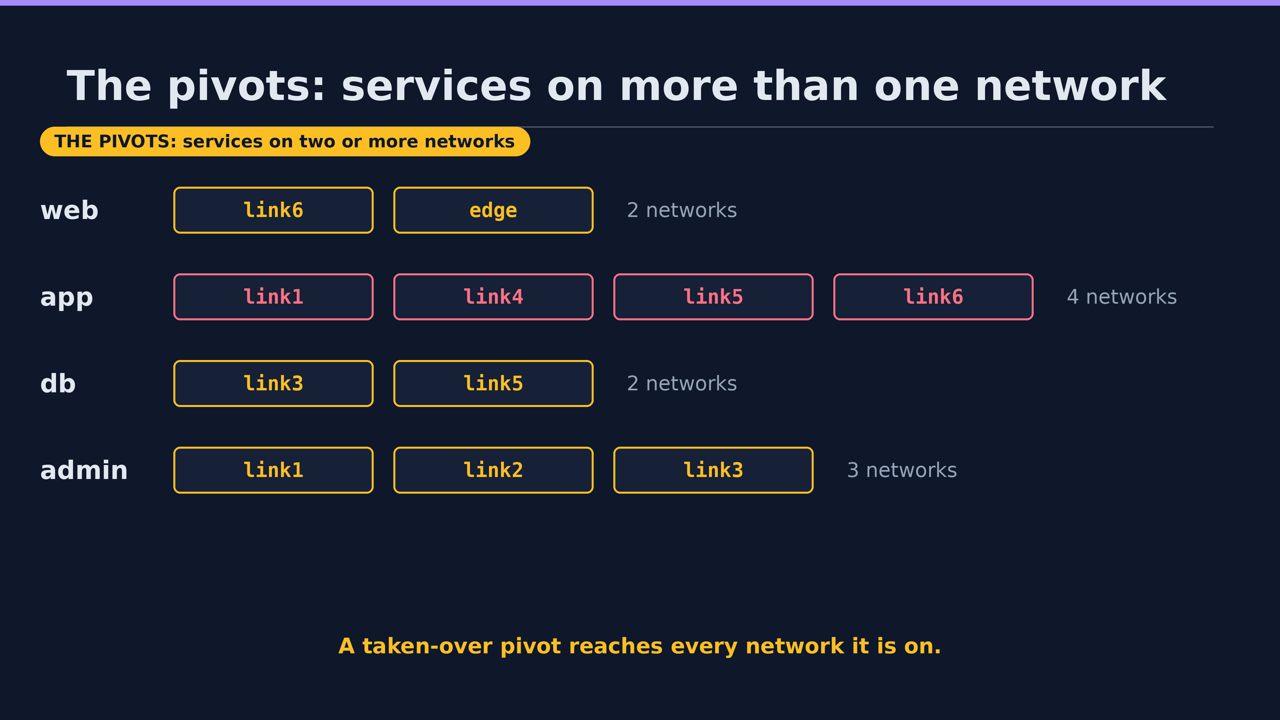 The pivots: services on more than one network
THE PIVOTS: services on two or more networks
web link6 edge 2 networks
app link1 link4 link5 link6 4 networks
db link3 link5 2 networks
admin link1 link2 link3 3 networks
A taken-over pivot reaches every network it is on.